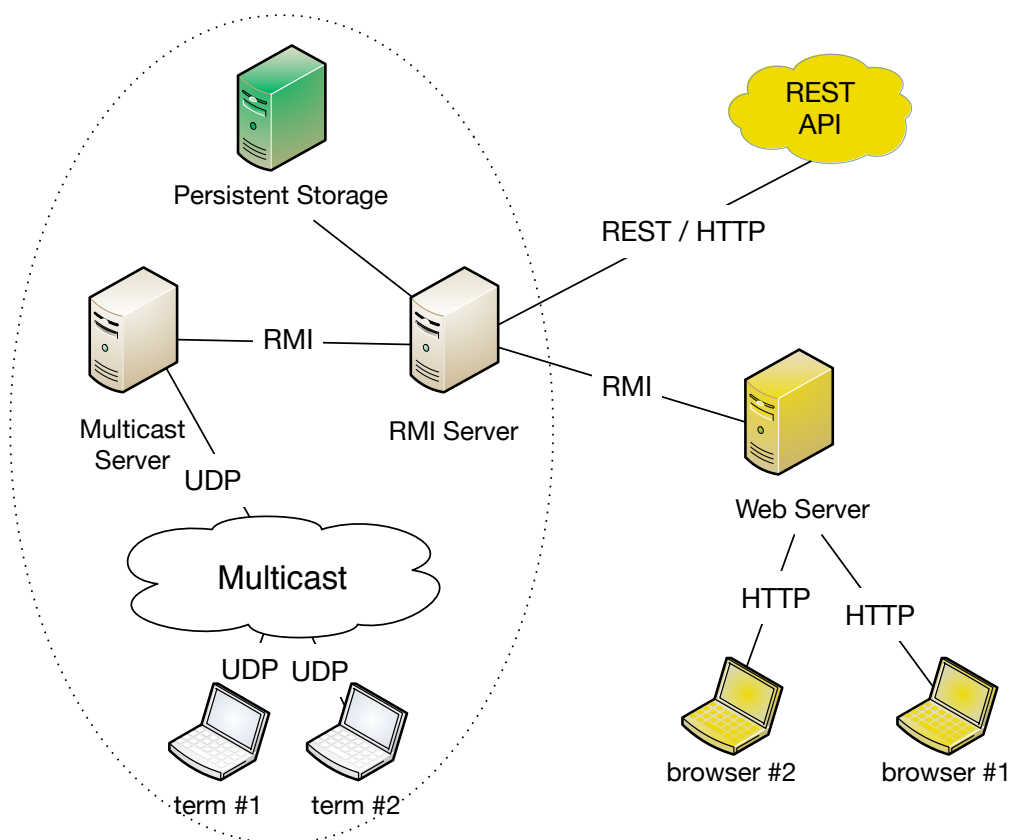 REST
API
Persistent Storage
REST / HTTP
RMI
RMI
Multicast
Server
RMI Server
UDP
Web Server
Multicast
HTTP
HTTP
UDP
UDP
term #1
term #2
browser #2
browser #1